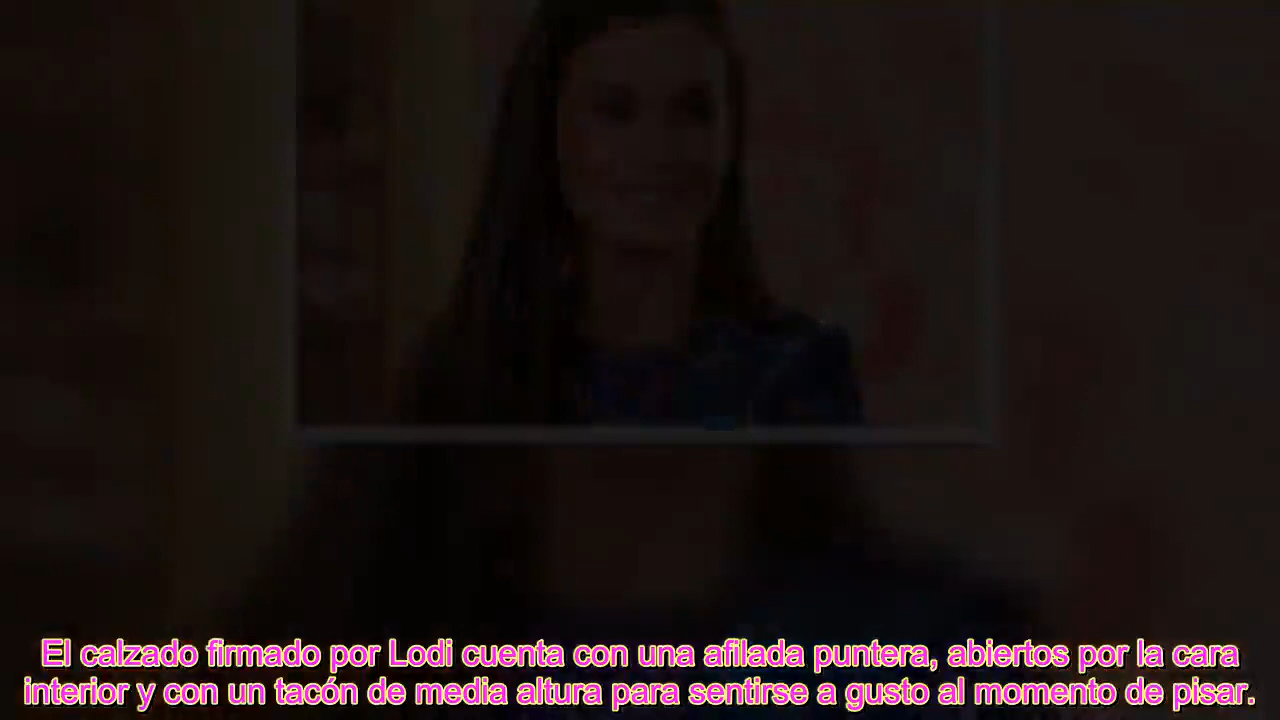 El calzado firmado por Lodi cuenta con una afilada puntera, abiertos por la cara
interior y con un tacón de media altura para sentirse a gusto al momento de pisar.